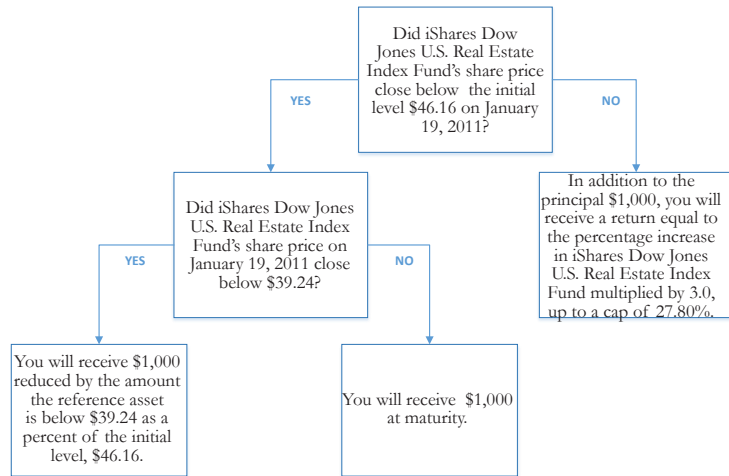 Did iShares Dow
Jones U.S. Real Estate
Index Fund's share price
close below the initial
level $46.16 on January
19, 2011?
YES
NO
Did iShares Dow Jones
U.S. Real Estate Index
Fund's share price on
January 19, 2011 close
below $39.24?
In addition to the
principal $1,000, you will
receive a return equal to
the percentage increase
in iShares Dow Jones
U.S. Real Estate Index
Fund multiplied by 3.0,
up to a cap of 27.80%.
YES
NO
You will receive $1,000
reduced by the amount
the reference asset
is below $39.24 as a
percent of the initial
level, $46.16.
You will receive $1,000
at maturity.